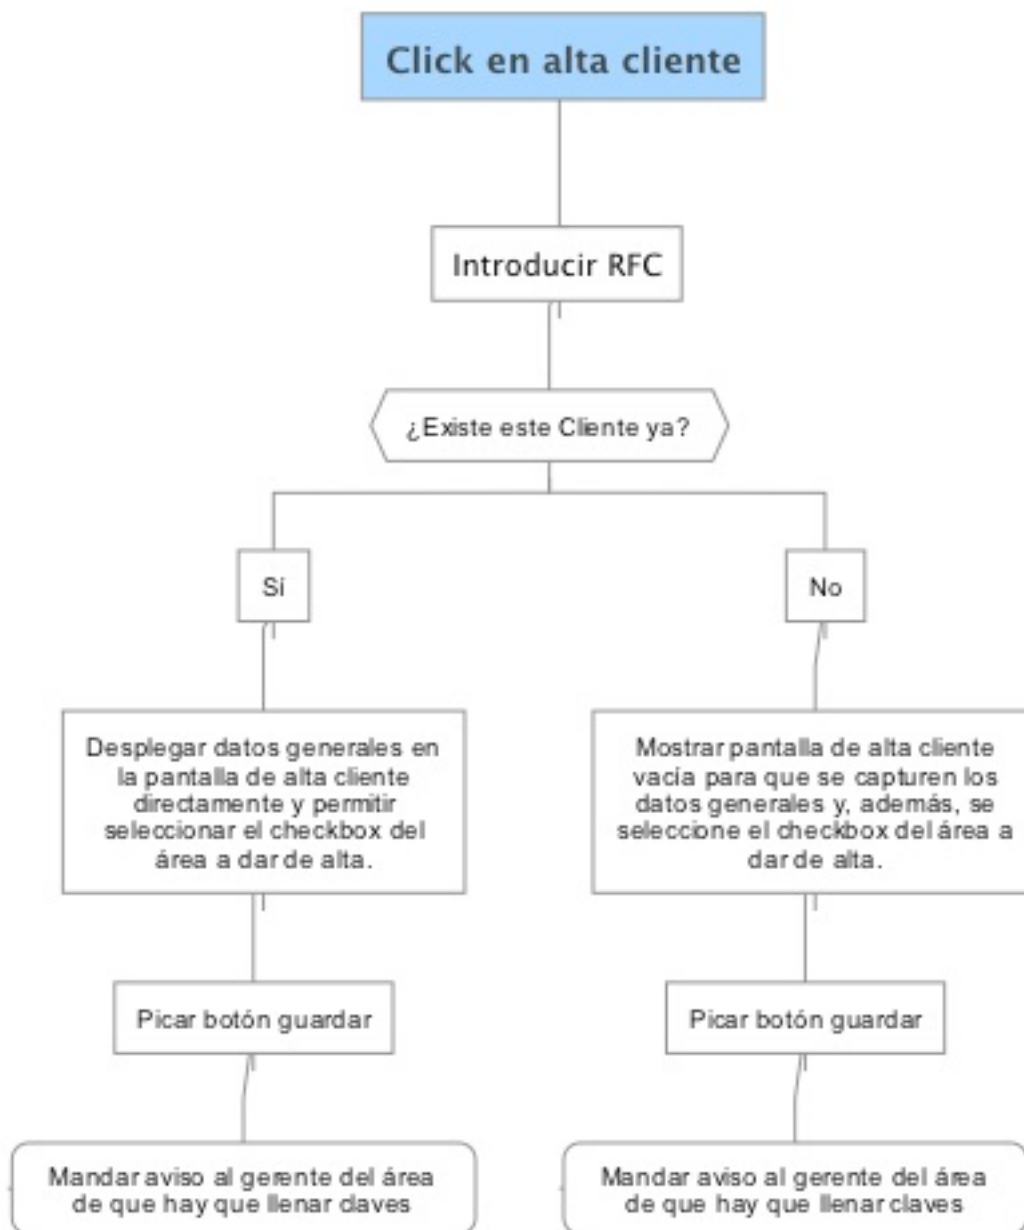 Click en alta cliente
Introducir RFC
¿Existe este Cliente ya?
Sí
No
Desplegar datos generales en
la pantalla de alta cliente
directamente y permitir
seleccionar el checkbox del
área a dar de alta.
Mostrar pantalla de alta cliente
vacía para que se capturen los
datos generales y, además, se
seleccione el checkbox del área a
dar de alta.
Picar botón guardar
Picar botón guardar
Mandar aviso al gerente del área
de que hay que llenar claves
Mandar aviso al gerente del área
de que hay que llenar claves